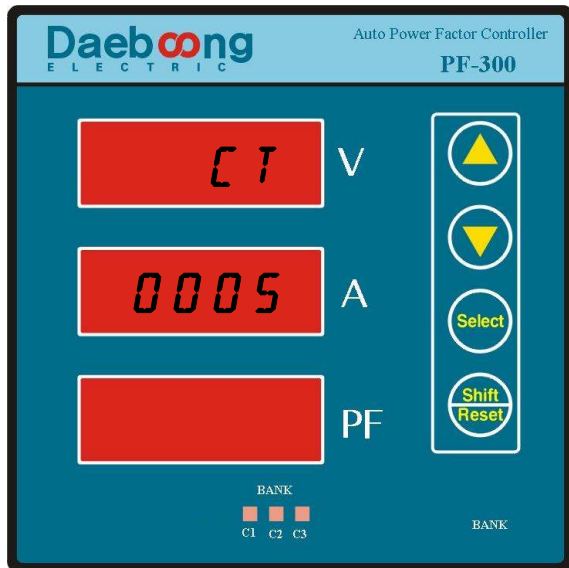 Daeboong
ELECTRIC
Auto Power Factor Controller
PF-300
CT
V
0005
A
PF
Select
Shift
Reset
BANK
C1 C2 C3
BANK